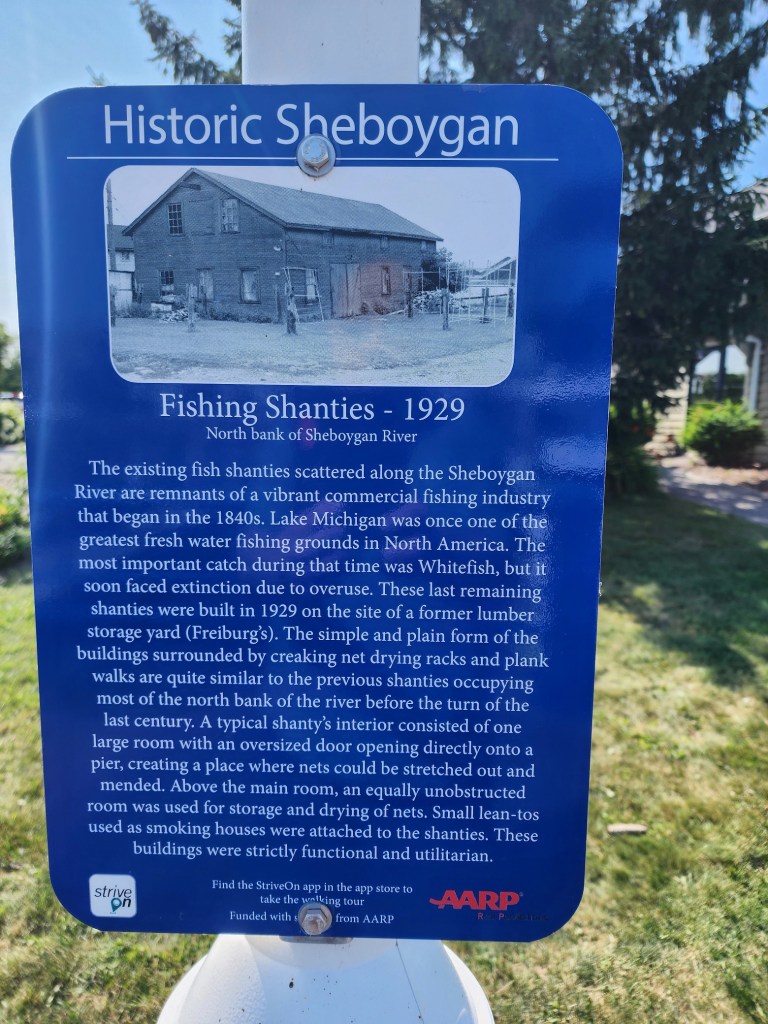 Historic Sheboygan
Fishing Shanties - 1929
North bank of Sheboygan River
The existing fish shanties scattered along the Sheboygan
River are remnants of a vibrant commercial fishing industry
that began in the 1840s. Lake Michigan was once one of the
greatest fresh water fishing grounds in North America. The
most important catch during that time was Whitefish, but it
soon faced extinction due to overuse. These last remaining
shanties were built in 1929 on the site of a former lumber
storage yard (Freiburg's). The simple and plain form of the
buildings surrounded by creaking net drying racks and plank
walks are quite similar to the previous shanties occupying
most of the north bank of the river before the turn of the
last century. A typical shanty's interior consisted of one
large room with an oversized door opening directly onto a
pier, creating a place where nets could be stretched out and
mended. Above the main room, an equally unobstructed
room was used for storage and drying of nets. Small lean-tos
used as smoking houses were attached to the shanties. These
buildings were strictly functional and utilitarian.
strive
on
Find the StriveOn app in the app store to
take the walking tour
Funded with from AARP
AARP